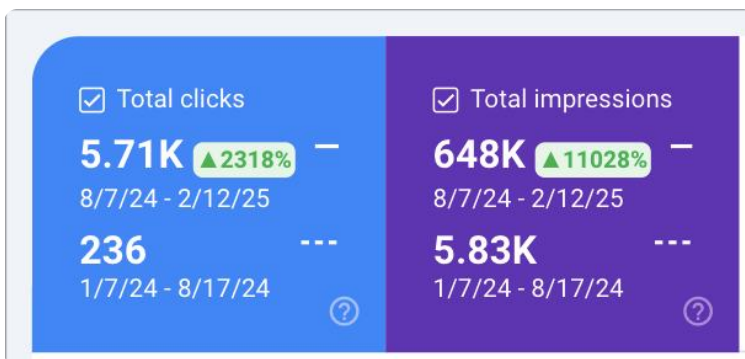 Total clicks
5.71K ▲2318%
8/7/24 - 2/12/25
236
1/7/24 - 8/17/24
Total impressions
648K ▲11028%
8/7/24 - 2/12/25
5.83K
1/7/24 - 8/17/24